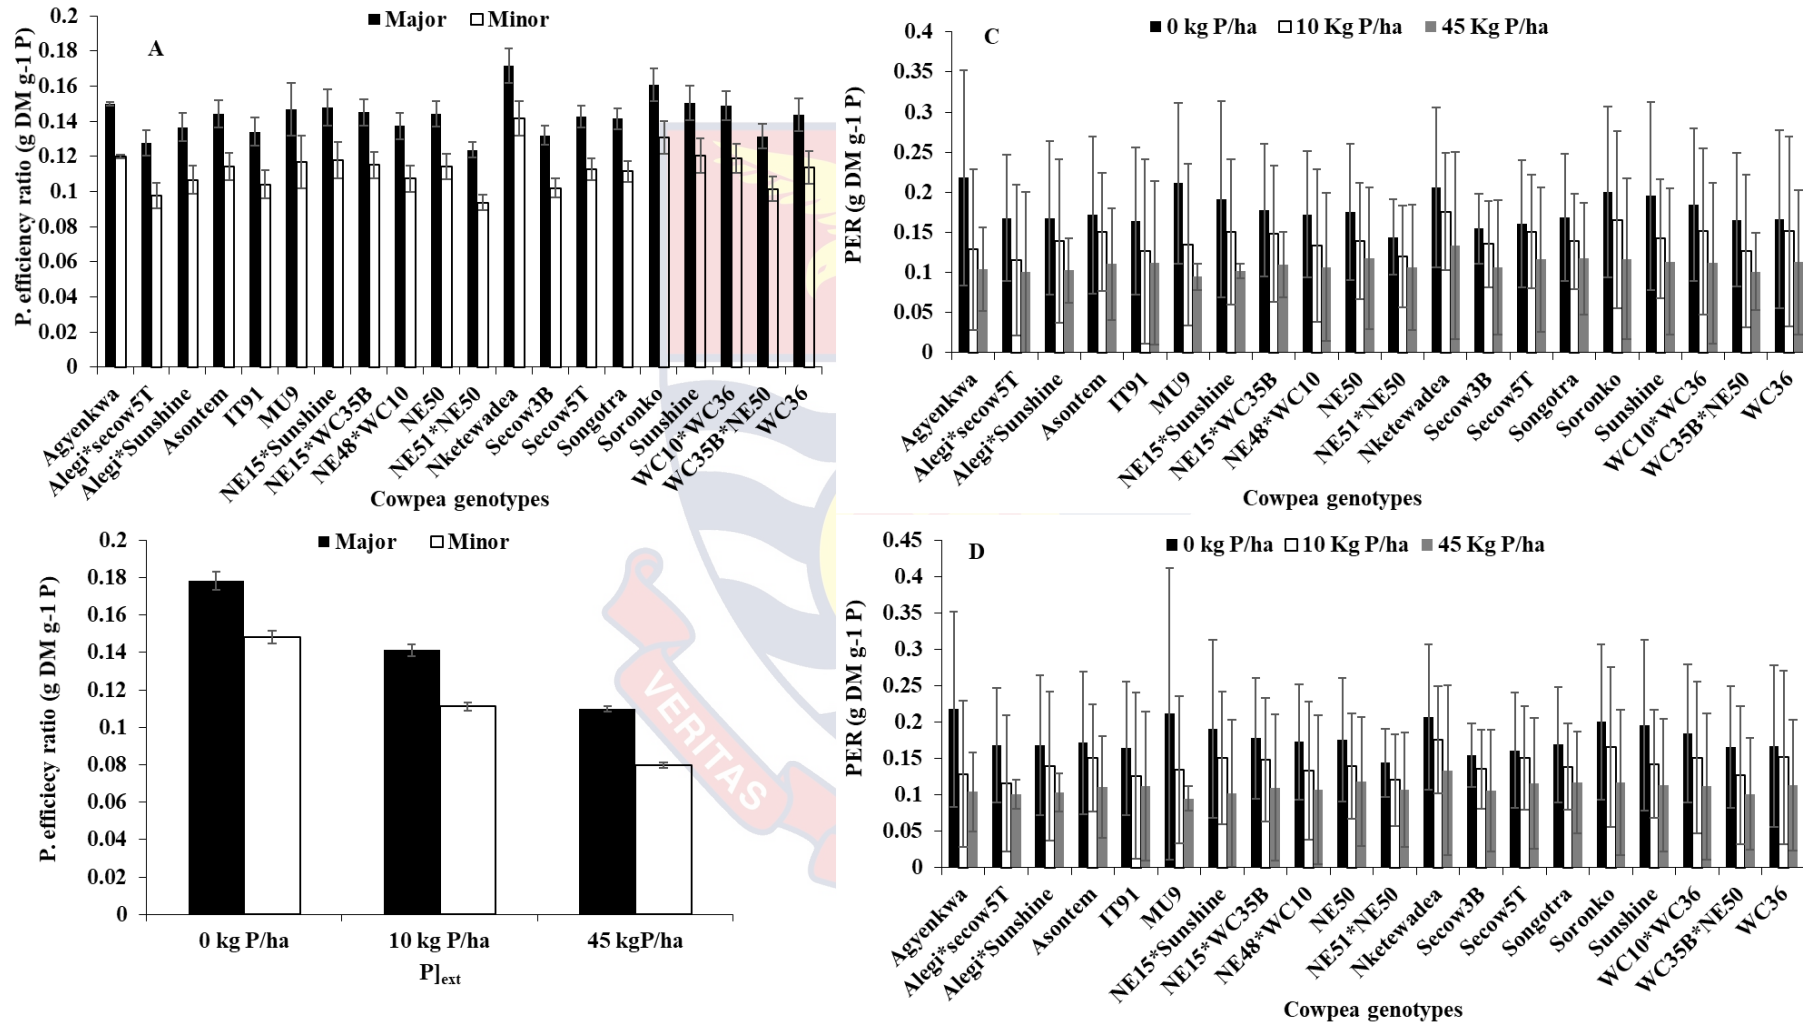 Major Minor
A
P. efficiency ratio (g DM g-1 P)
0.2
0.18
0.16
0.14
0.12
0.1
0.08
0.06
0.04
0.02
0
Agyenkwa
Alegi*secow5T
Alegi*Sunshine
Asontem
IT91
MU9
NE15*Sunshine
NE15*WC35B
NE48*WC10
NE50
NE51*NE50
Nketewadea
Secow3B
Secow5T
Songotra
Soronko
Sunshine
WC10*WC36
WC35B*NE50
WC36
Cowpea genotypes
C
0 kg P/ha 10 Kg P/ha 45 Kg P/ha
PER (g DM g-1 P)
0.4
0.35
0.3
0.25
0.2
0.15
0.1
0.05
0
Agyenkwa
Alegi*secow5T
Alegi*Sunshine
Asontem
IT91
MU9
NE15*Sunshine
NE15*WC35B
NE48*WC10
NE50
NE51*NE50
Nketewadea
Secow3B
Secow5T
Songotra
Soronko
Sunshine
WC10*WC36
WC35B*NE50
WC36
Cowpea genotypes
Major Minor
P. efficiecy ratio (g DM g-1 P)
0.2
0.18
0.16
0.14
0.12
0.1
0.08
0.06
0.04
0.02
0
0 kg P/ha 10 kg P/ha 45 kgP/ha
P]ext
VERITAS
D
0 kg P/ha 10 Kg P/ha 45 Kg P/ha
PER (g DM g-1 P)
0.45
0.4
0.35
0.3
0.25
0.2
0.15
0.1
0.05
0
Agyenkwa
Alegi*secow5T
Alegi*Sunshine
Asontem
IT91
MU9
NE15*Sunshine
NE15*WC35B
NE48*WC10
NE50
NE51*NE50
Nketewadea
Secow3B
Secow5T
Songotra
Soronko
Sunshine
WC10*WC36
WC35B*NE50
WC36
Cowpea genotypes